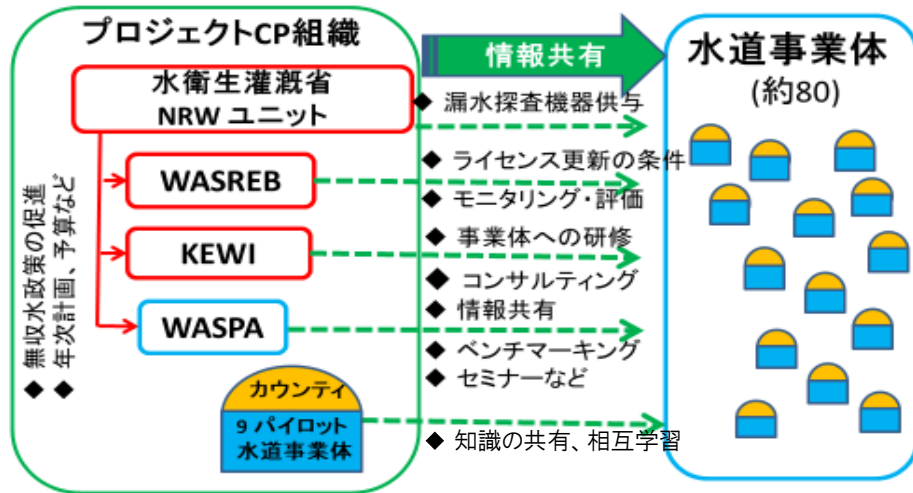 プロジェクトCP組織
水衛生灌漑省
NRW ユニット
WASREB
KEWI
WASPA
カウンティ
9 パイロット
水道事業体
◆ 無収水政策の促進
◆ 年次計画、予算など
情報共有
◆ 漏水探査機器供与
◆ ライセンス更新の条件
◆ モニタリング・評価
◆ 事業体への研修
◆ コンサルティング
◆ 情報共有
◆ ベンチマーキング
◆ セミナーなど
◆ 知識の共有、相互学習
水道事業体
(約80)